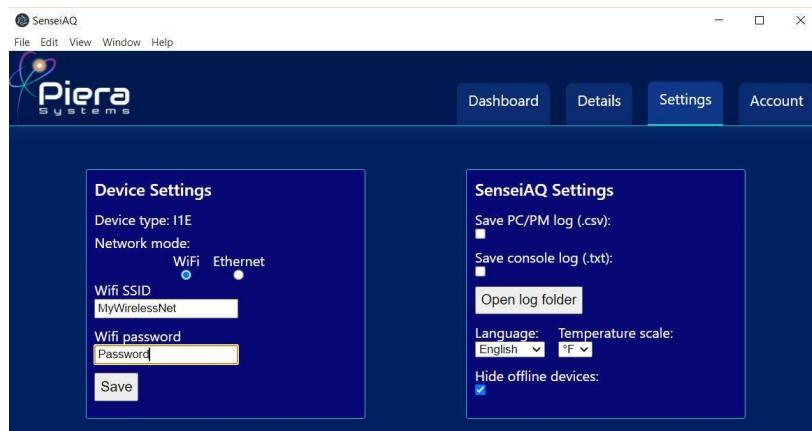 SenseiAQ
File Edit View Window Help
Piera
Systems
Dashboard Details Settings Account
Device Settings
Device type: I1E
Network mode:
WiFi Ethernet
Wifi SSID
MyWirelessNet
Wifi password
Password
Save
SenseiAQ Settings
Save PC/PM log (.csv):
Save console log (.txt):
Open log folder
Language: Temperature scale:
English °F
Hide offline devices: